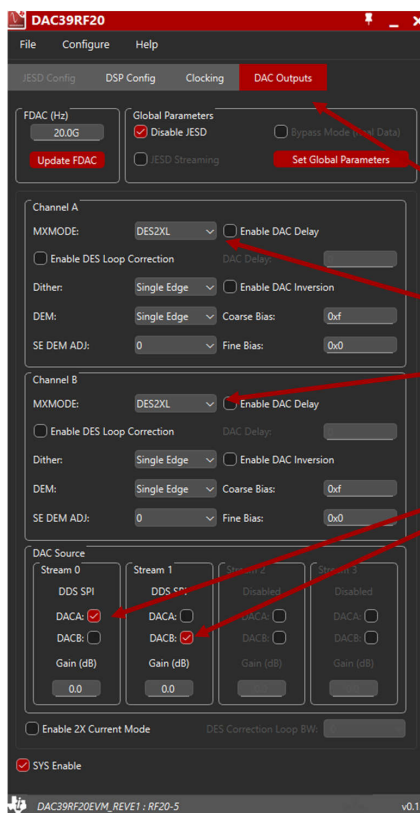 DAC39RF20
File Configure Help
JESD Config DSP Config Clocking DAC Outputs
FDAC (Hz) Global Parameters
20.0G Disable JESD Bypass Mode (Real Data)
Update FDAC JESD Streaming Set Global Parameters
Channel A
MXMODE: DES2XL Enable DAC Delay
Enable DES Loop Correction DAC Delay:
Dither: Single Edge Enable DAC Inversion
DEM: Single Edge Coarse Bias: 0xf
SE DEM ADJ: 0 Fine Bias: 0x0
Channel B
MXMODE: DES2XL Enable DAC Delay
Enable DES Loop Correction DAC Delay:
Dither: Single Edge Enable DAC Inversion
DEM: Single Edge Coarse Bias: 0xf
SE DEM ADJ: 0 Fine Bias: 0x0
DAC Source
Stream 0 Stream 1 Stream 2 Stream 3
DDS SPI DDS SPI Disabled Disabled
DACA: DACA: DACA: DACA:
DACB: DACB: DACB: DACB:
Gain (dB) Gain (dB) Gain (dB) Gain (dB)
0.0 0.0
Enable 2X Current Mode DES Correction Loop BW:
SYS Enable
DAC39RF20EVM_REVE1 : RF20-5 v0.1